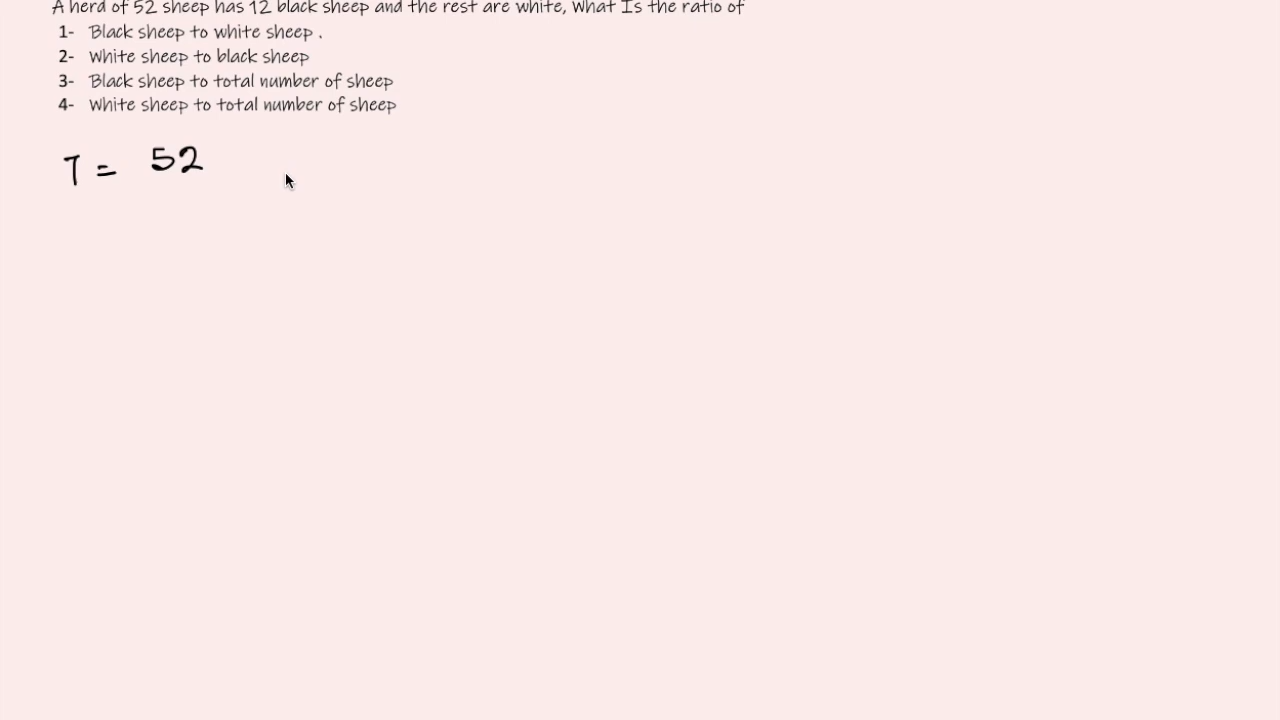 A herd of 52 sheep has 12 black sheep and the rest are white, What Is the ratio of
1- Black sheep to white sheep .
2- White sheep to black sheep
3- Black sheep to total number of sheep
4- White sheep to total number of sheep
T = 52